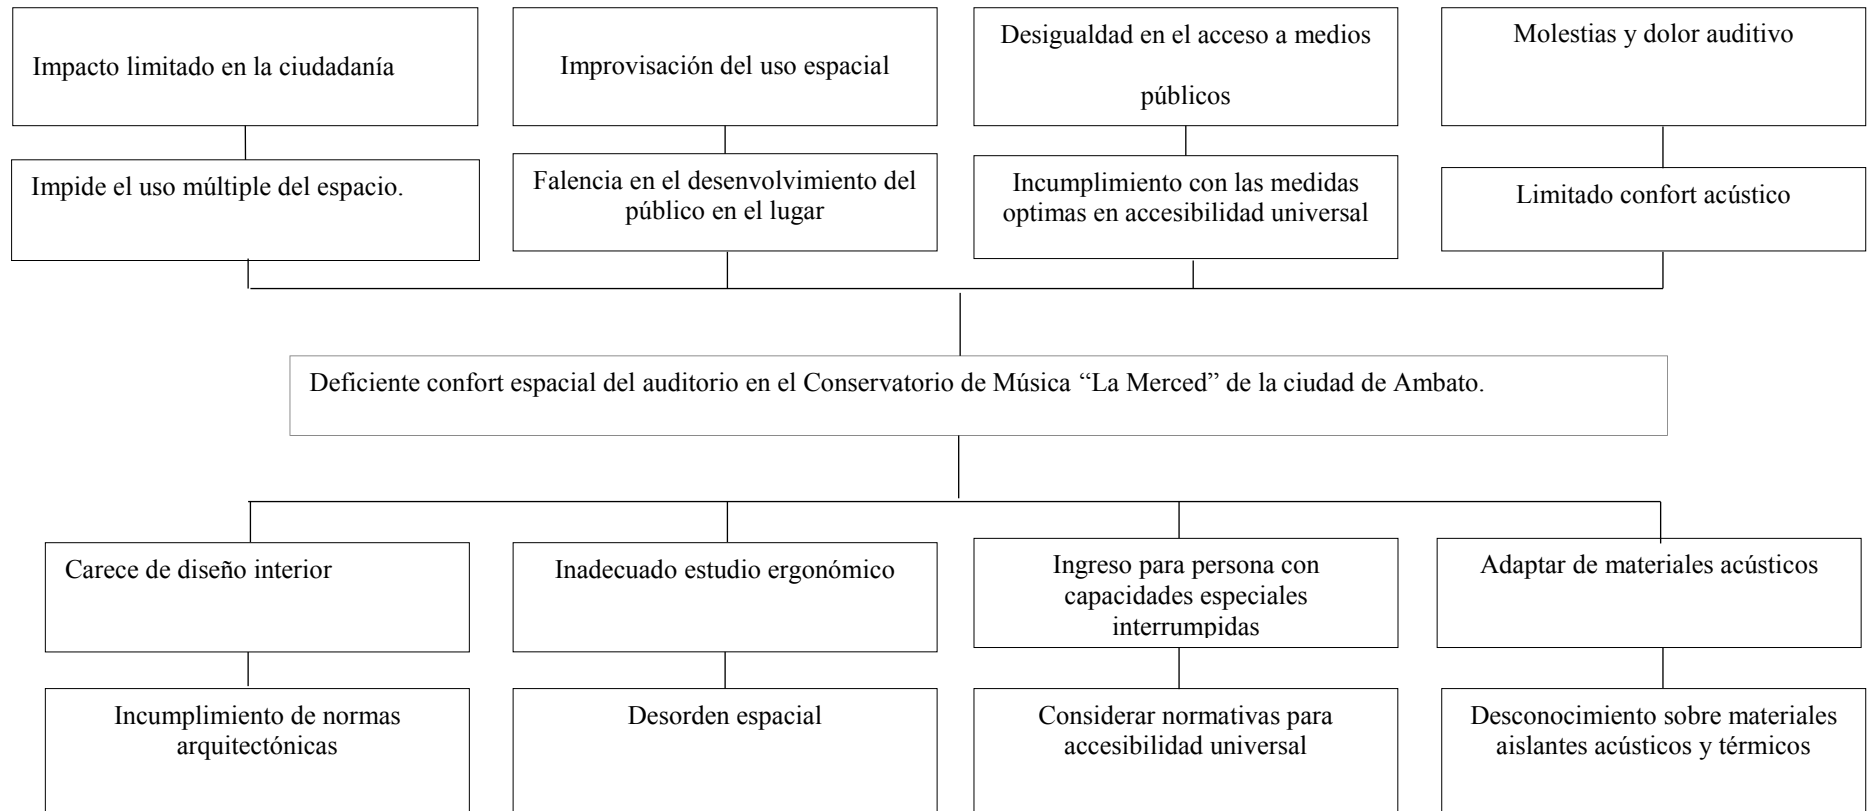 Impacto limitado en la ciudadanía
Improvisación del uso espacial
Desigualdad en el acceso a medios
públicos
Molestias y dolor auditivo
Impide el uso múltiple del espacio.
Falencia en el desenvolvimiento del
público en el lugar
Incumplimiento con las medidas
optimas en accesibilidad universal
Limitado confort acústico
Deficiente confort espacial del auditorio en el Conservatorio de Música “La Merced” de la ciudad de Ambato.
Carece de diseño interior
Inadecuado estudio ergonómico
Ingreso para persona con
capacidades especiales
interrumpidas
Adaptar de materiales acústicos
Incumplimiento de normas
arquitectónicas
Desorden espacial
Considerar normativas para
accesibilidad universal
Desconocimiento sobre materiales
aislantes acústicos y térmicos